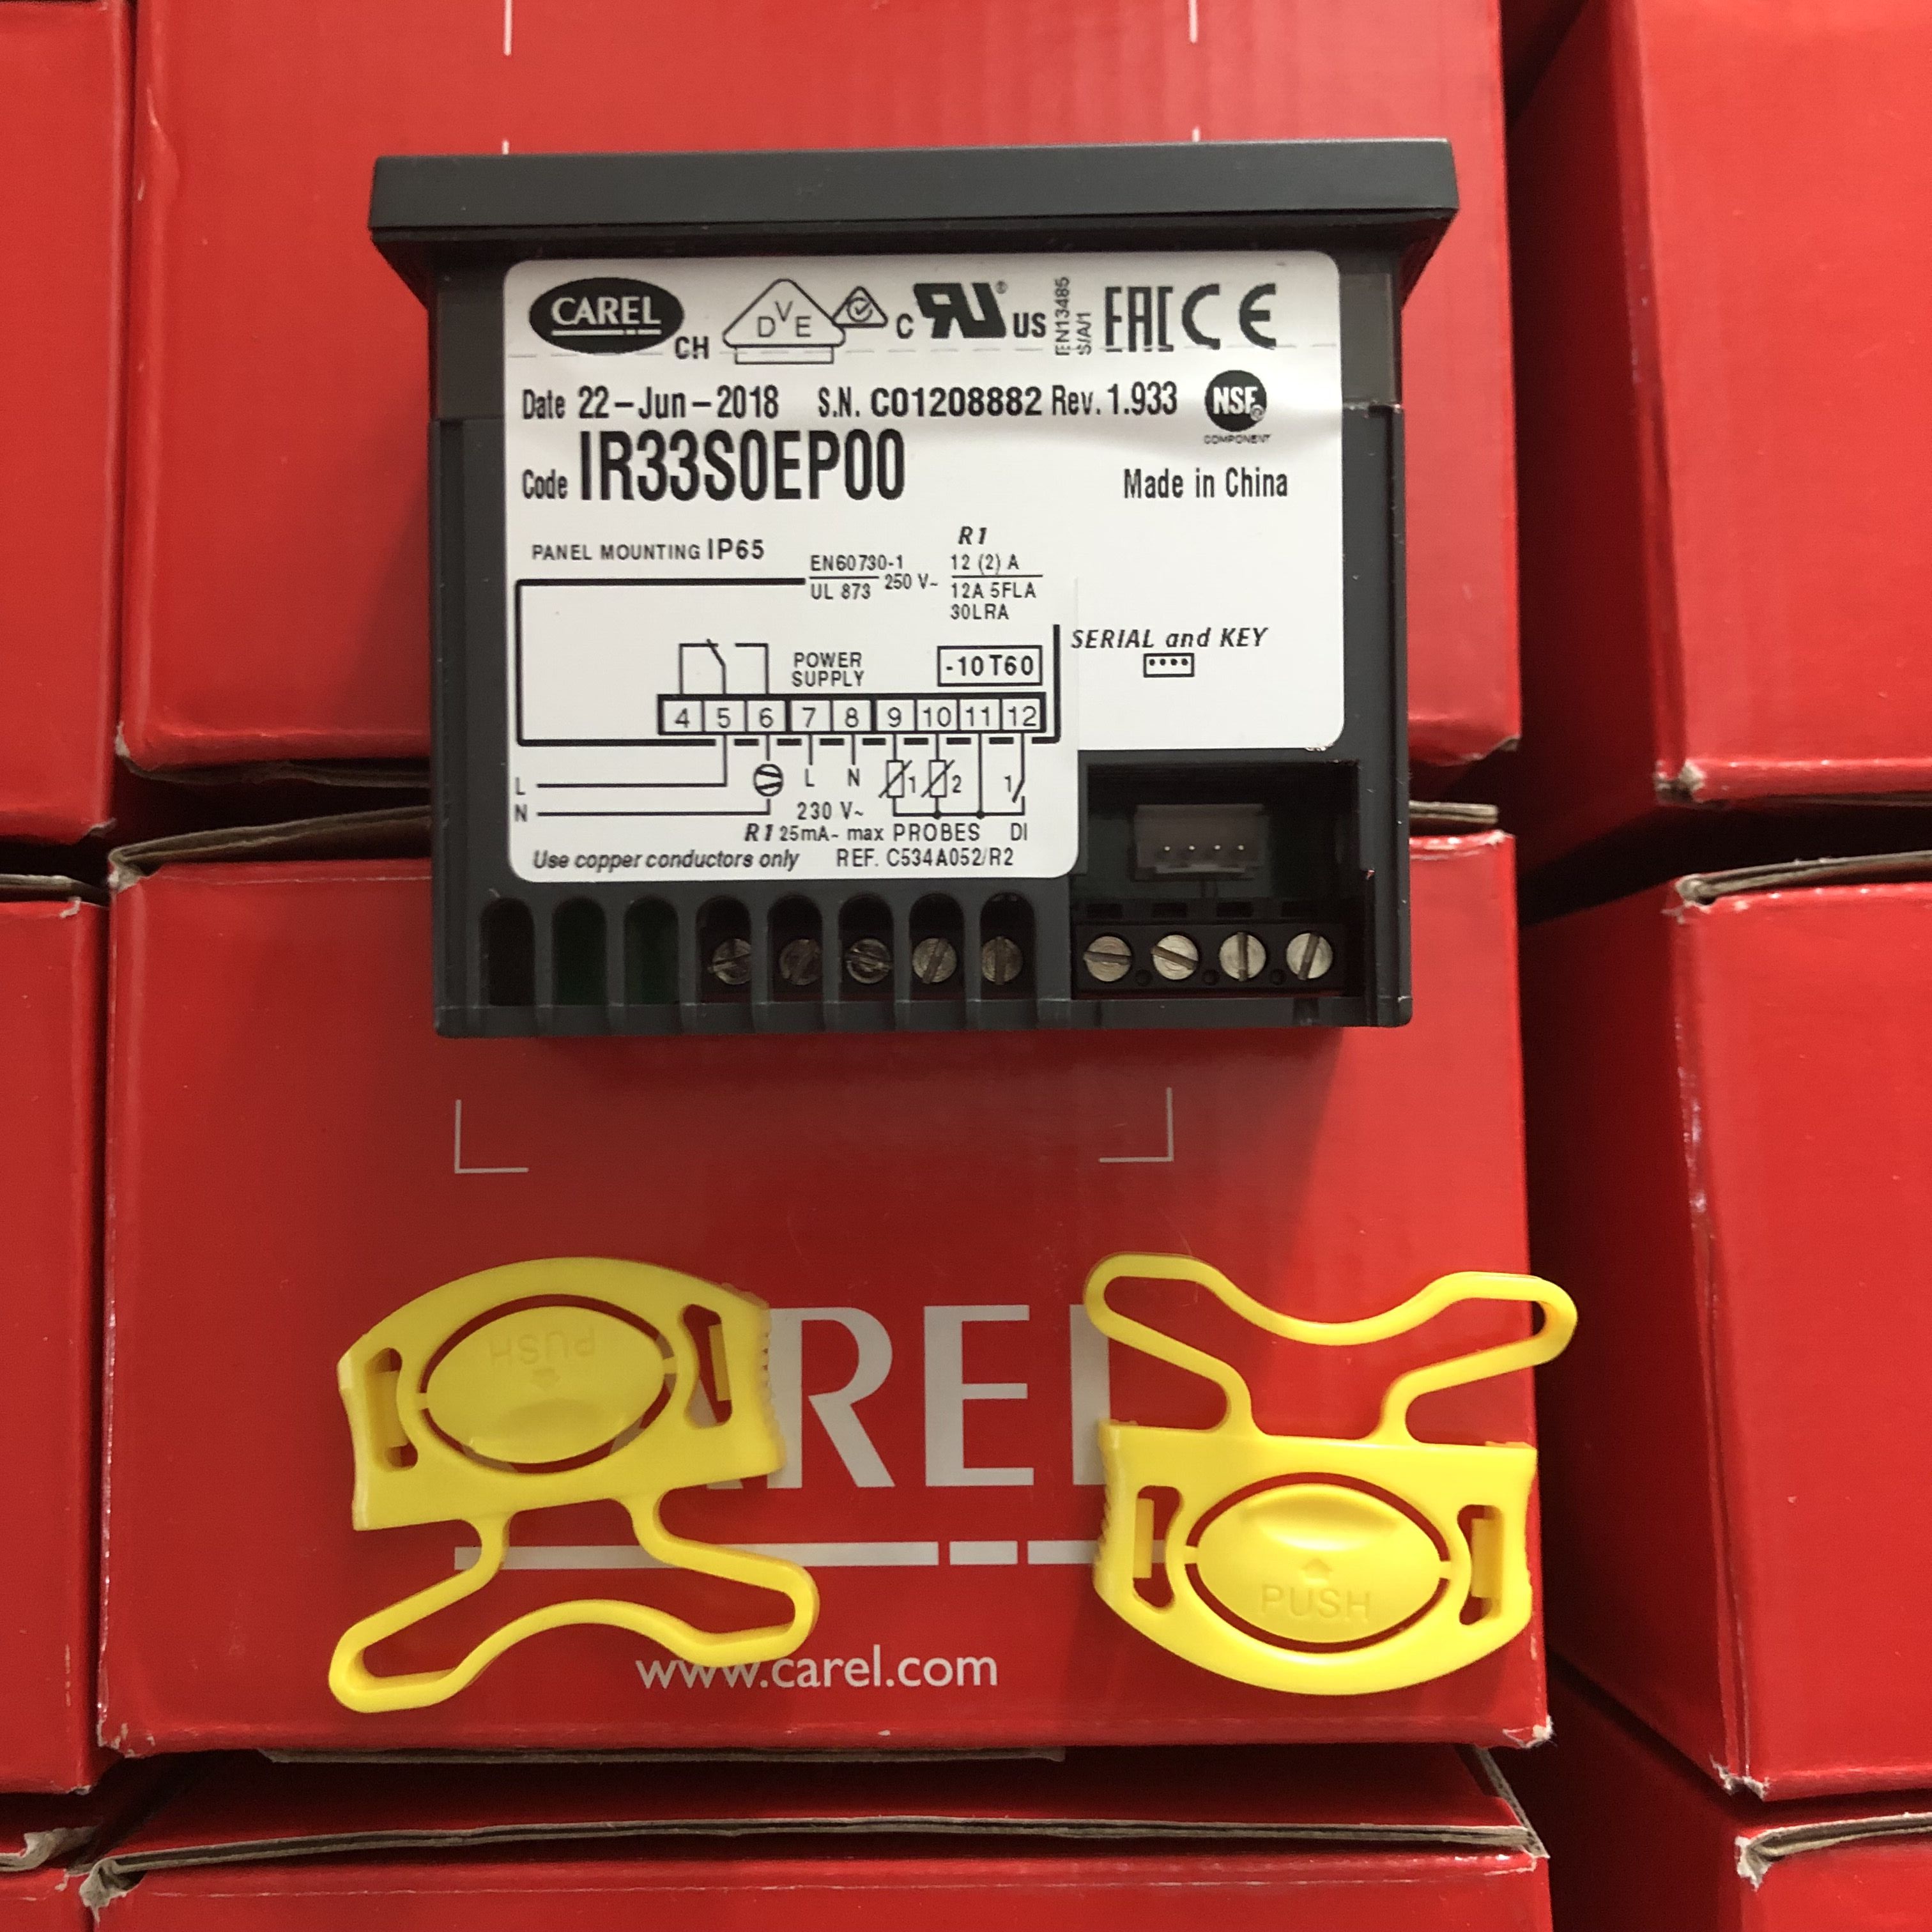 CAREL
CH
DVE
C RU® US
EN13485
S/A/1
EAC CE
Date 22-Jun-2018 S.N. C01208882 Rev. 1.933
NSF®
COMPONENT
Code IR33S0EP00
Made in China
PANEL MOUNTING IP65
R1
EN60730-1
UL 873
250 V~
12 (2) A
12A 5FLA
30LRA
SERIAL and KEY
POWER
SUPPLY
-10T60
4 5 6 7 8 9 10 11 12
L
N
L N 1 2 1
230 V~
R1 25mA~ max PROBES DI
Use copper conductors only REF. C534A052/R2
CAREL
PUSH
PUSH
www.carel.com